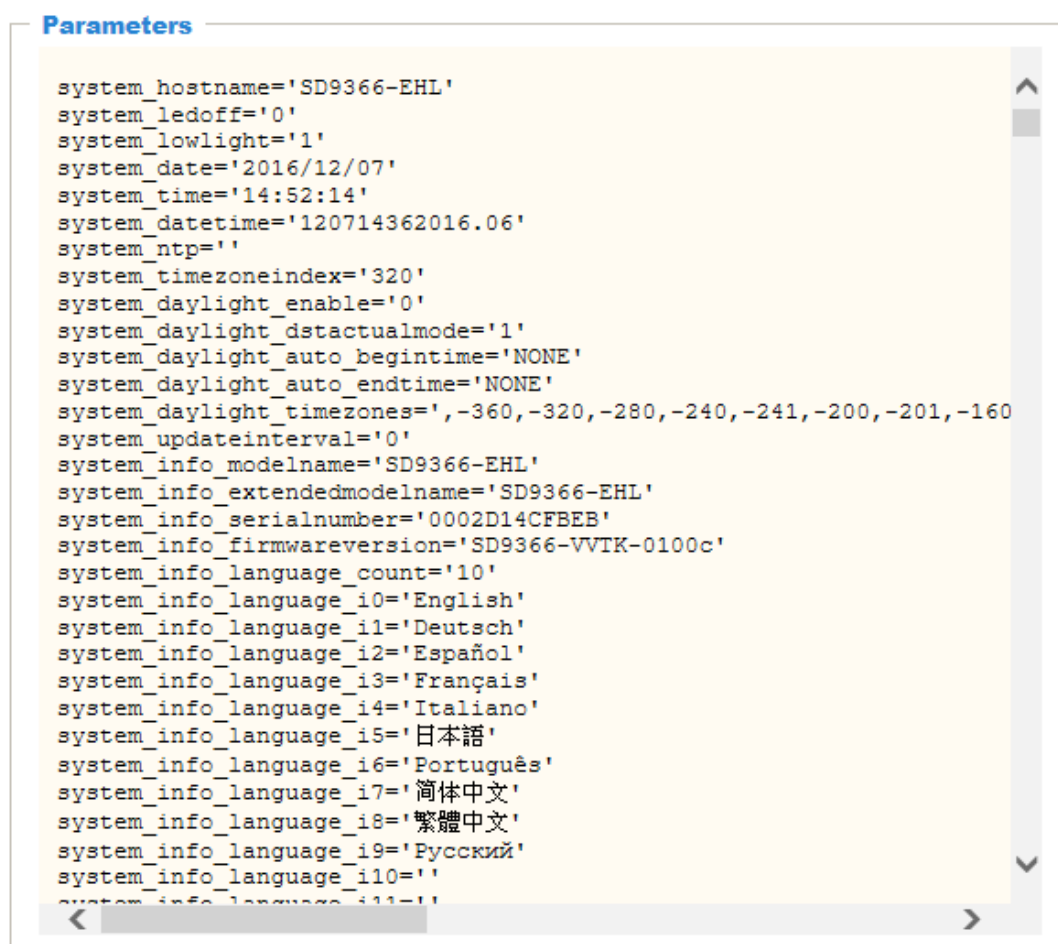 Parameters
system_hostname='SD9366-EHL'
system_ledoff='0'
system_lowlight='1'
system_date='2016/12/07'
system_time='14:52:14'
system_datetime='120714362016.06'
system_ntp=''
system_timezoneindex='320'
system_daylight_enable='0'
system_daylight_dstactualmode='1'
system_daylight_auto_begintime='NONE'
system_daylight_auto_endtime='NONE'
system_daylight_timezones=',-360,-320,-280,-240,-241,-200,-201,-160
system_updateinterval='0'
system_info_modelname='SD9366-EHL'
system_info_extendedmodelname='SD9366-EHL'
system_info_serialnumber='0002D14CFBEB'
system_info_firmwareversion='SD9366-VVTK-0100c'
system_info_language_count='10'
system_info_language_i0='English'
system_info_language_i1='Deutsch'
system_info_language_i2='Español'
system_info_language_i3='Français'
system_info_language_i4='Italiano'
system_info_language_i5='日本語'
system_info_language_i6='Português'
system_info_language_i7='简体中文'
system_info_language_i8='繁體中文'
system_info_language_i9='Русский'
system_info_language_i10=''
system_info_language_i11=''